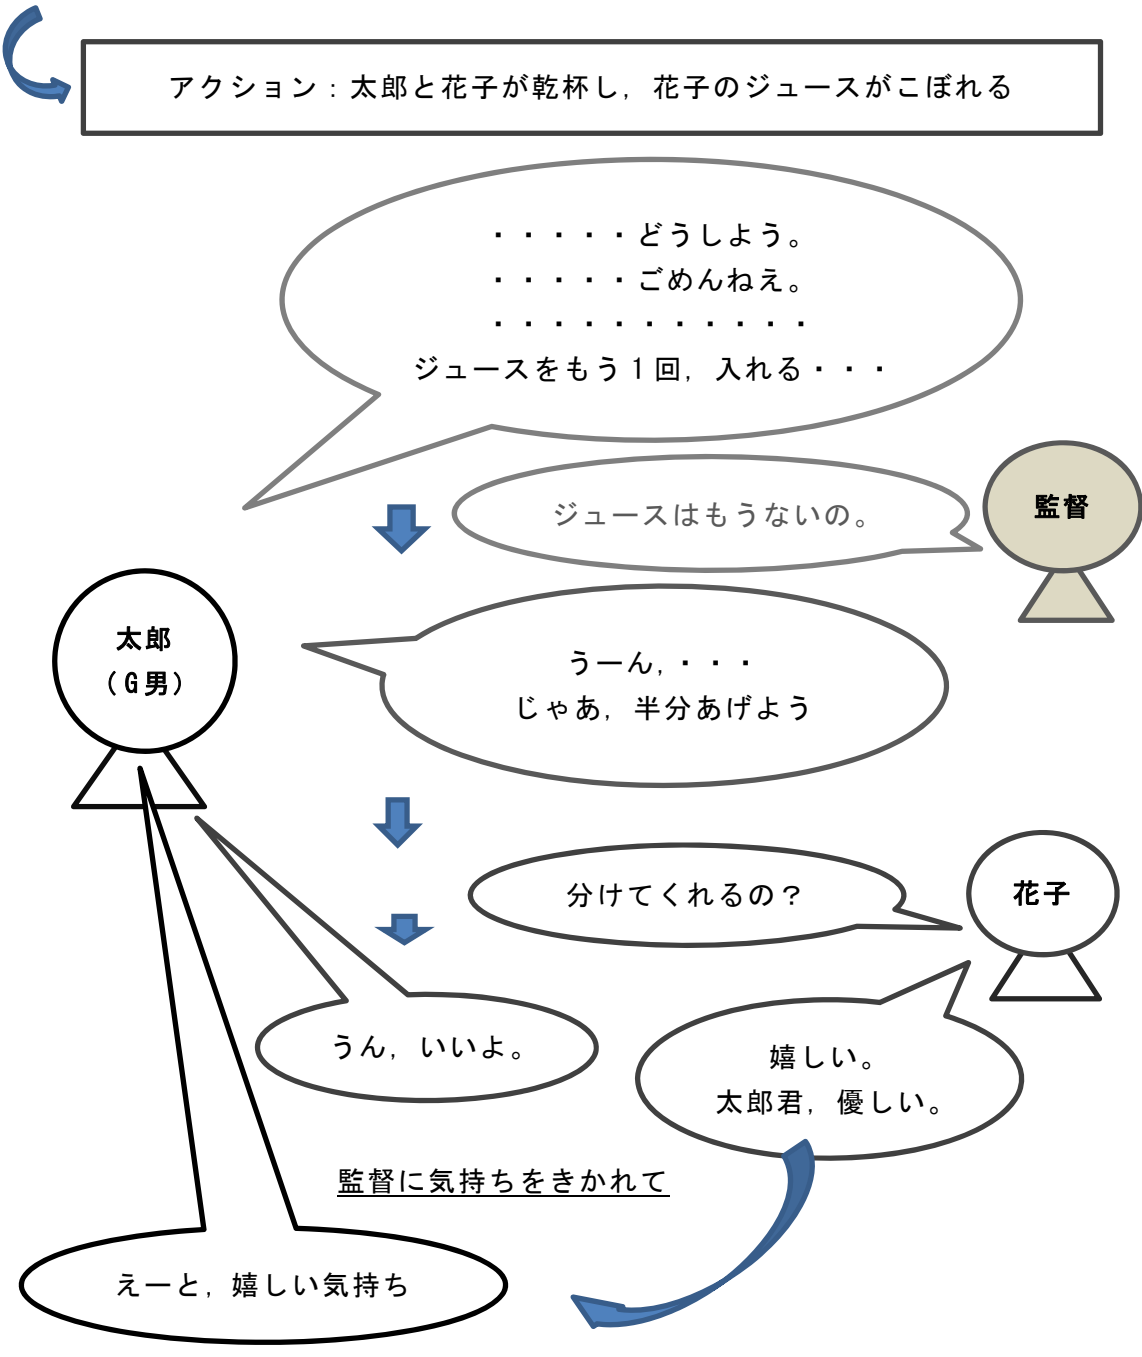 アクション：太郎と花子が乾杯し，花子のジュースがこぼれる
・・・・・どうしよう。
・・・・・ごめんねえ。
・・・・・・・・・・・
ジュースをもう１回，入れる・・・
ジュースはもうないの。
監督
太郎
（G男）
うーん，・・・
じゃあ，半分あげよう
分けてくれるの？
花子
うん，いいよ。
嬉しい。
太郎君，優しい。
監督に気持ちをきかれて
えーと，嬉しい気持ち